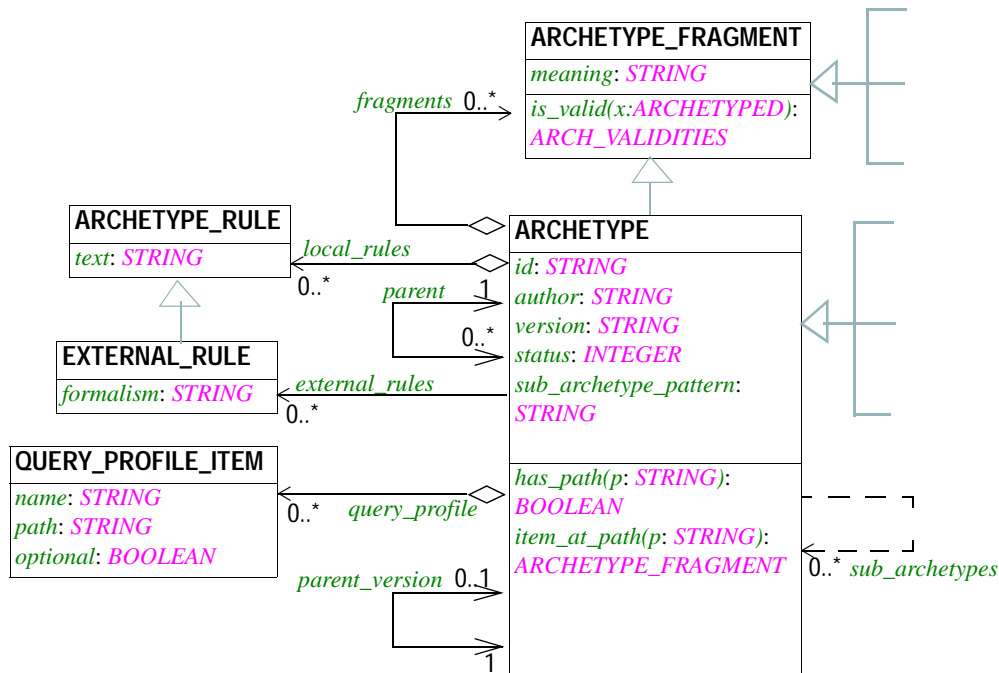 ARCHETYPE_FRAGMENT
meaning: STRING
is_valid(x:ARCHETYPED):
ARCH_VALIDITIES
fragments 0..*
ARCHETYPE_RULE
text: STRING
local_rules
0..*
ARCHETYPE
id: STRING
author: STRING
version: STRING
status: INTEGER
sub_archetype_pattern:
STRING
has_path(p: STRING):
BOOLEAN
item_at_path(p: STRING):
ARCHETYPE_FRAGMENT
parent 1
0..*
EXTERNAL_RULE
formalism: STRING
external_rules
0..*
QUERY_PROFILE_ITEM
name: STRING
path: STRING
optional: BOOLEAN
0..* query_profile
0..* sub_archetypes
parent_version 0..1
1